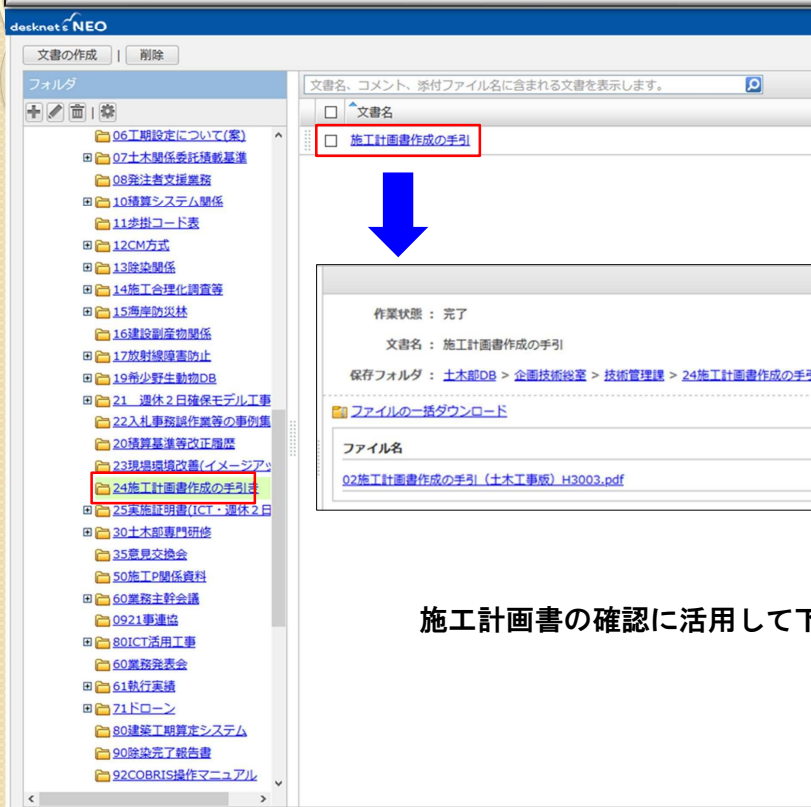 desknet's NEO
文書の作成 | 削除
フォルダ
文書名、コメント、添付ファイル名に含まれる文書を表示します。
文書名
施工計画書作成の手引
06工期設定について(案)
07土木関係委託積載基準
08発注者支援業務
10積算システム関係
11歩掛コード表
12CM方式
13除染関係
14施工合理化調査等
15海岸防災林
16建設副産物関係
17放射線障害防止
19希少野生動物DB
21 週休2日確保モデル工事
22入札事務誤作業等の事例集
20積算基準等改正履歴
23現場環境改善(イメージアッ
24施工計画書作成の手引き
25実施証明書(ICT・週休2日
30土木部専門研修
35意見交換会
50施工P関係資料
60業務主幹会議
0921事連協
80ICT活用工事
60業務発表会
61執行実績
71ドローン
80建築工期算定システム
90除染完了報告書
92COBRIS操作マニュアル
作業状態 : 完了
文書名 : 施工計画書作成の手引
保存フォルダ : 土木部DB > 企画技術総室 > 技術管理課 > 24施工計画書作成の手引
ファイルの一括ダウンロード
ファイル名
02施工計画書作成の手引(土木工事版)H3003.pdf
施工計画書の確認に活用して下